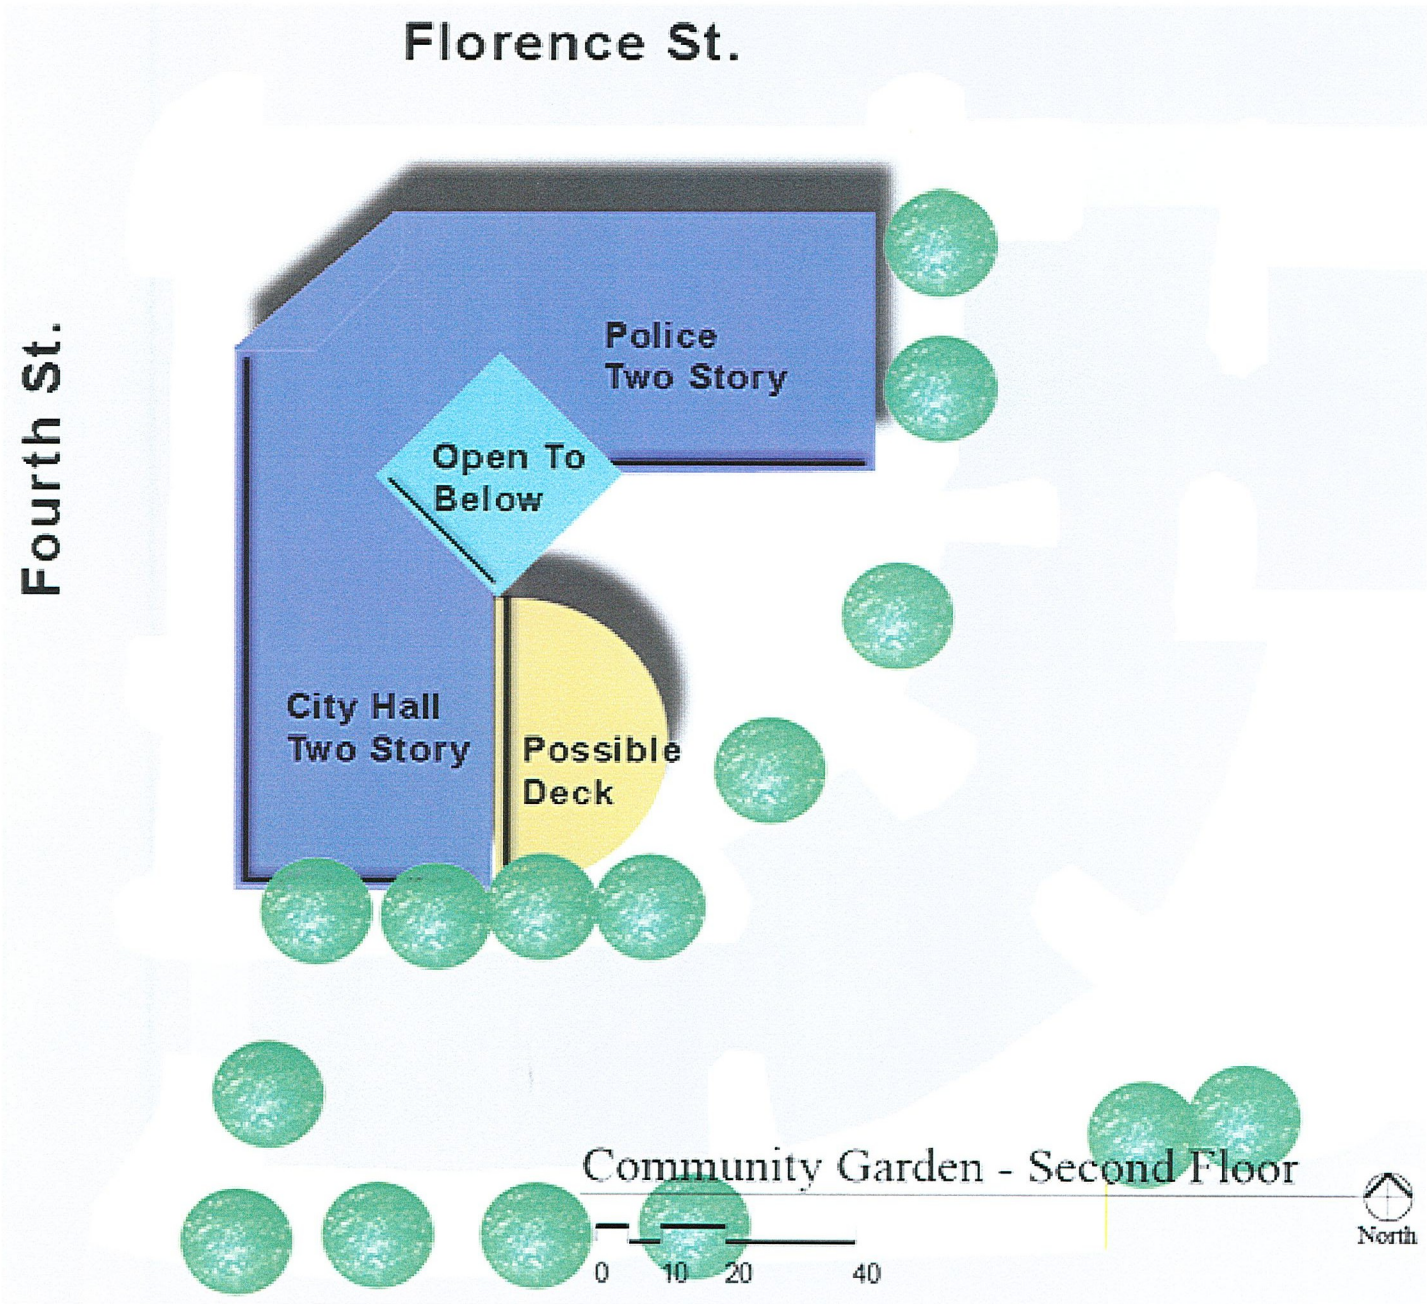 Florence St.
Fourth St.
Police
Two Story
Open To
Below
City Hall
Two Story
Possible
Deck
Community Garden - Second Floor
North
0 10 20 40